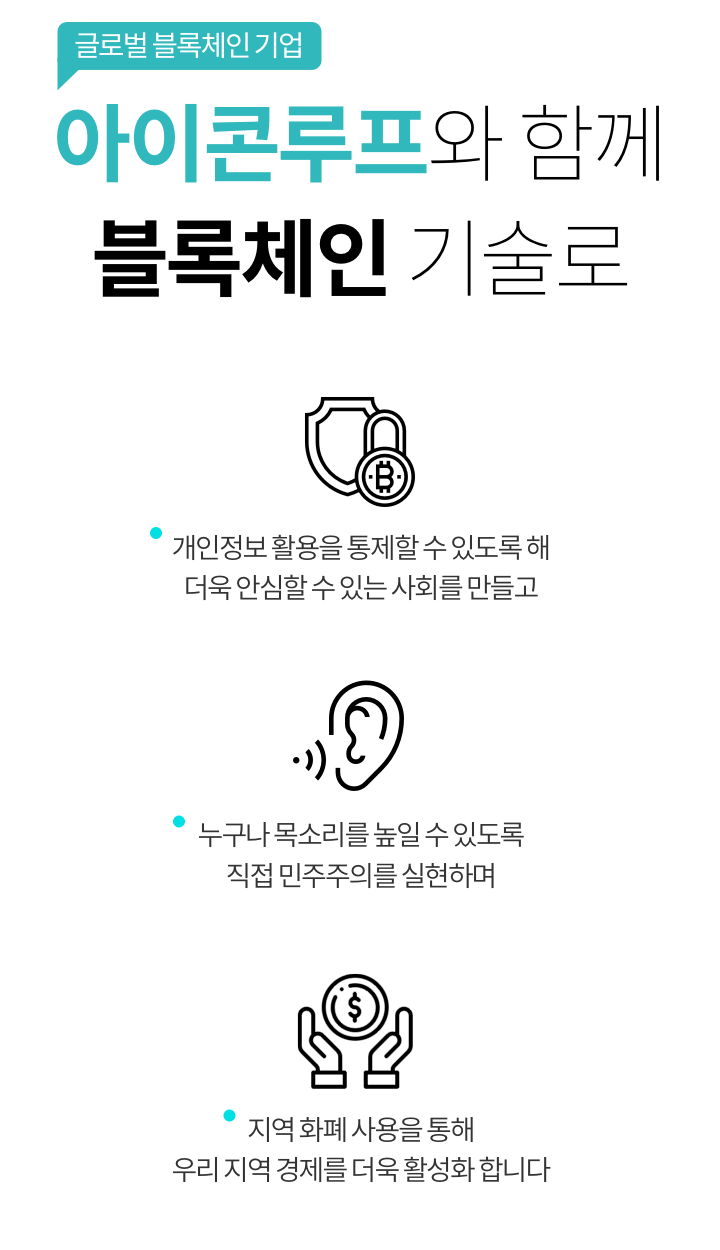 글로벌 블록체인 기업
아이콘루프와 함께
블록체인 기술로
개인정보 활용을 통제할 수 있도록 해
더욱 안심할 수 있는 사회를 만들고
누구나 목소리를 높일 수 있도록
직접 민주주의를 실현하며
지역 화폐 사용을 통해
우리 지역 경제를 더욱 활성화 합니다